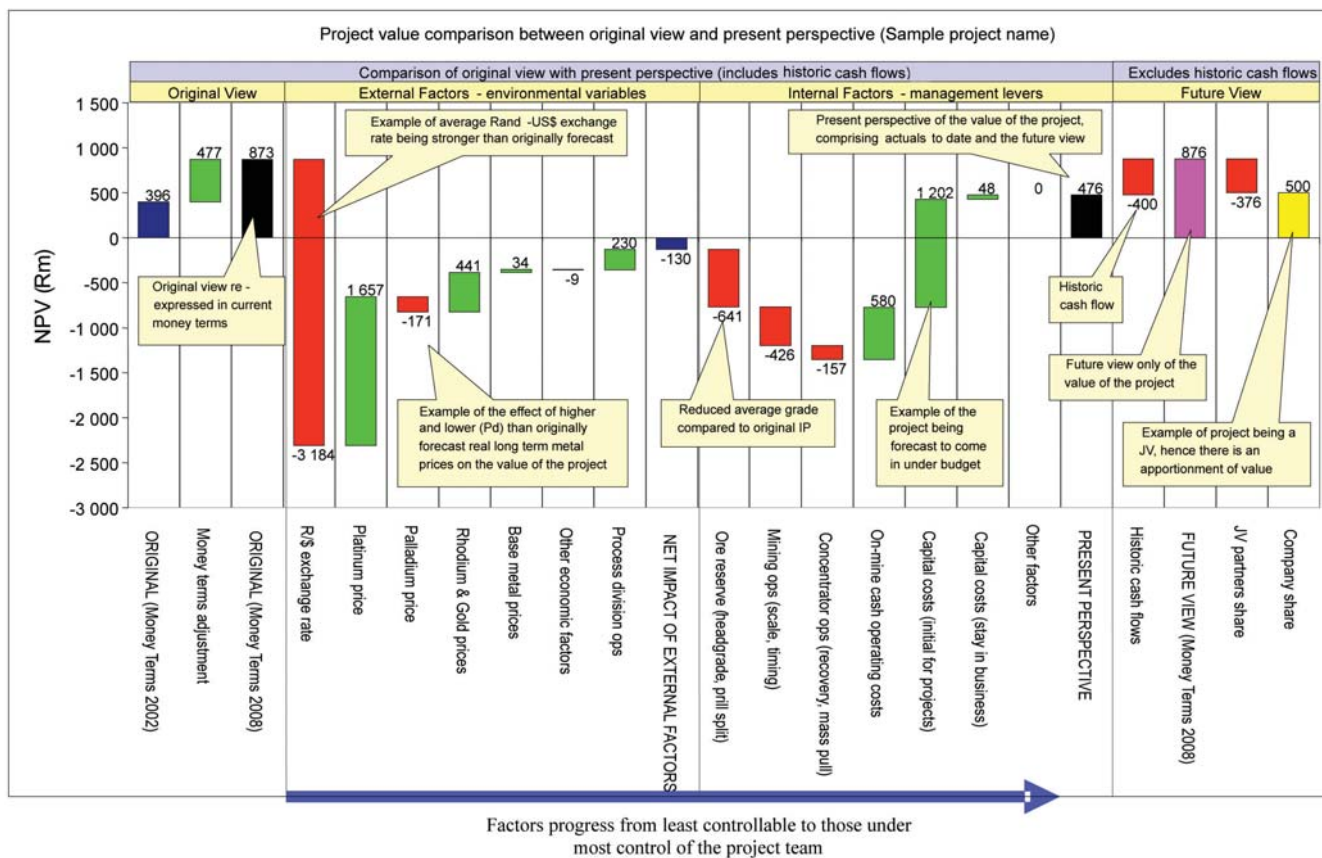 Project value comparison between original view and present perspective (Sample project name)
Comparison of original view with present perspective (includes historic cash flows)
Excludes historic cash flows
Original View
External Factors - environmental variables
Internal Factors - management levers
Future View
NPV (Rm)
1 500
1 000
500
0
-500
-1 000
-1 500
-2 000
-2 500
-3 000
396
477
873
-3 184
1 657
-171
441
34
-9
230
-130
-641
-426
-157
580
1 202
48
0
476
-400
876
-376
500
Original view re -
expressed in current
money terms
Example of average Rand -US$ exchange
rate being stronger than originally forecast
Example of the effect of higher
and lower (Pd) than originally
forecast real long term metal
prices on the value of the project
Reduced average grade
compared to original IP
Present perspective of the value of the project,
comprising actuals to date and the future view
Example of the
project being
forecast to come
in under budget
Historic
cash flow
Future view only of the
value of the project
Example of project being a
JV, hence there is an
apportionment of value
ORIGINAL (Money Terms 2002)
Money terms adjustment
ORIGINAL (Money Terms 2008)
R/$ exchange rate
Platinum price
Palladium price
Rhodium & Gold prices
Base metal prices
Other economic factors
Process division ops
NET IMPACT OF EXTERNAL FACTORS
Ore reserve (headgrade, prill split)
Mining ops (scale, timing)
Concentrator ops (recovery, mass pull)
On-mine cash operating costs
Capital costs (initial for projects)
Capital costs (stay in business)
Other factors
PRESENT PERSPECTIVE
Historic cash flows
FUTURE VIEW (Money Terms 2008)
JV partners share
Company share
Factors progress from least controllable to those under
most control of the project team